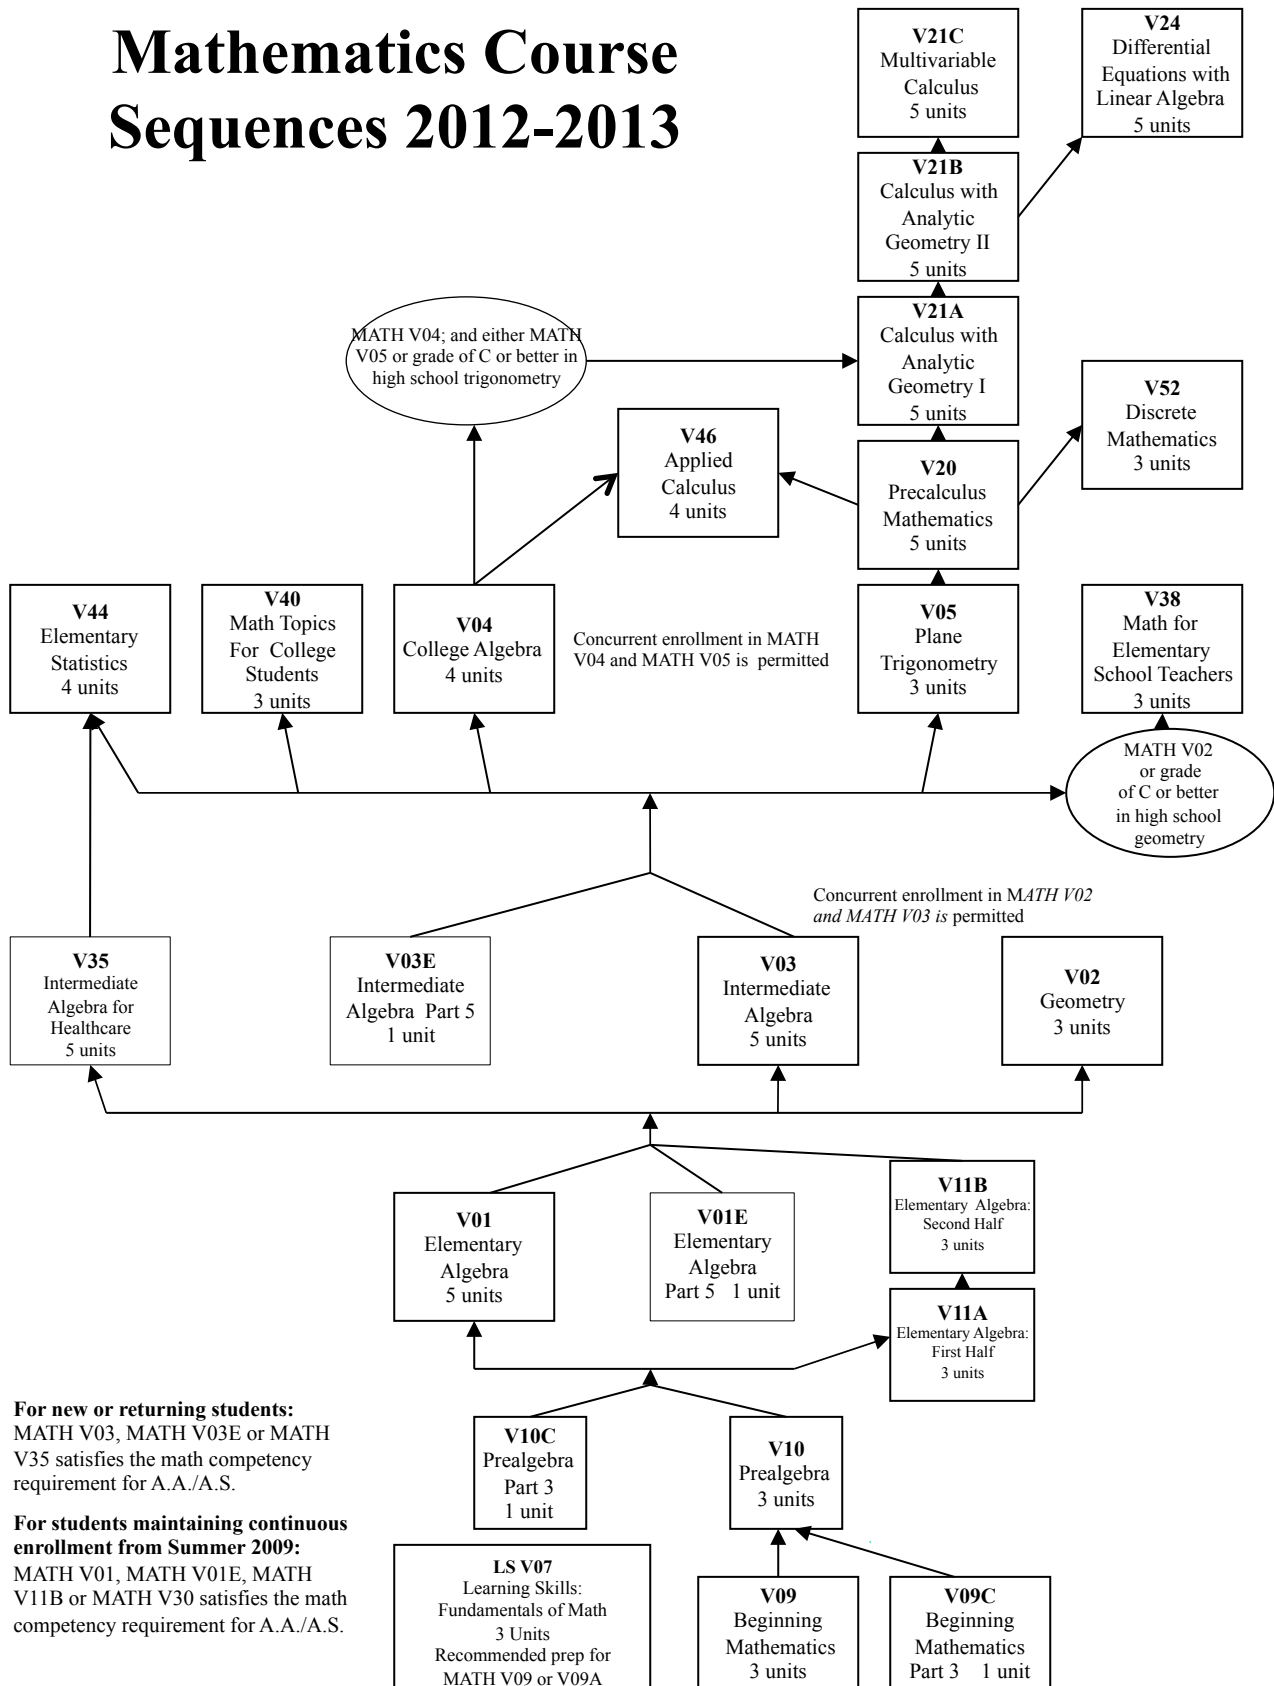 Mathematics Course
Sequences 2012-2013
V21C
Multivariable
Calculus
5 units
V24
Differential
Equations with
Linear Algebra
5 units
V21B
Calculus with
Analytic
Geometry II
5 units
V21A
Calculus with
Analytic
Geometry I
5 units
MATH V04; and either MATH
V05 or grade of C or better in
high school trigonometry
V52
Discrete
Mathematics
3 units
V46
Applied
Calculus
4 units
V20
Precalculus
Mathematics
5 units
V44
Elementary
Statistics
4 units
V40
Math Topics
For College
Students
3 units
V04
College Algebra
4 units
Concurrent enrollment in MATH
V04 and MATH V05 is permitted
V05
Plane
Trigonometry
3 units
V38
Math for
Elementary
School Teachers
3 units
MATH V02
or grade
of C or better
in high school
geometry
Concurrent enrollment in MATH V02
and MATH V03 is permitted
V35
Intermediate
Algebra for
Healthcare
5 units
V03E
Intermediate
Algebra Part 5
1 unit
V03
Intermediate
Algebra
5 units
V02
Geometry
3 units
V01
Elementary
Algebra
5 units
V01E
Elementary
Algebra
Part 5 1 unit
V11B
Elementary Algebra:
Second Half
3 units
V11A
Elementary Algebra:
First Half
3 units
For new or returning students:
MATH V03, MATH V03E or MATH
V35 satisfies the math competency
requirement for A.A./A.S.
For students maintaining continuous
enrollment from Summer 2009:
MATH V01, MATH V01E, MATH
V11B or MATH V30 satisfies the math
competency requirement for A.A./A.S.
V10C
Prealgebra
Part 3
1 unit
V10
Prealgebra
3 units
LS V07
Learning Skills:
Fundamentals of Math
3 Units
Recommended prep for
MATH V09 or V09A
V09
Beginning
Mathematics
3 units
V09C
Beginning
Mathematics
Part 3 1 unit